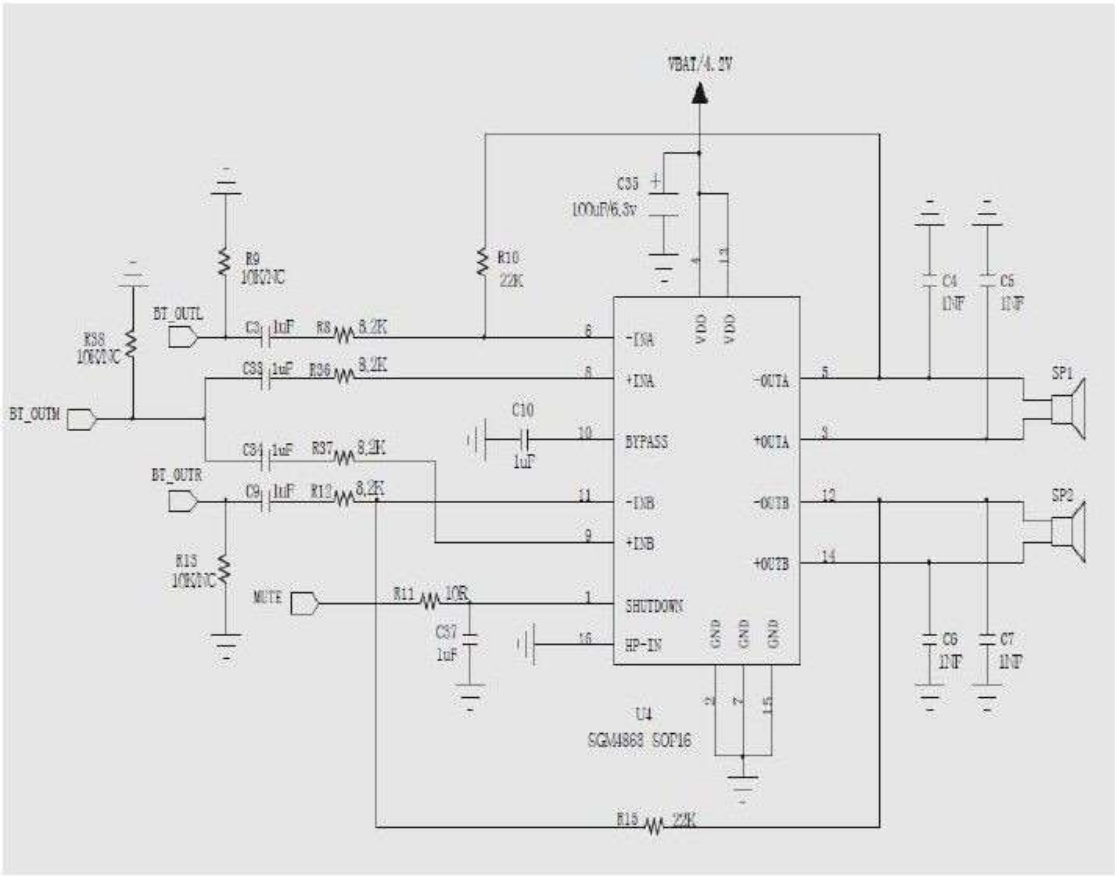 VBAT/4.2V
C35
100uF/6.3v
R9
10K/NC
R10
22K
4
13
C4
1NF
C5
1NF
BT_OUTL
C3
1uF
R8
8.2K
6
-INA
VDD
VDD
R38
10K/NC
C33
1uF
R36
8.2K
8
+INA
-OUTA
5
SP1
BT_OUTM
C10
1uF
10
BYPASS
+OUTA
3
C34
1uF
R37
8.2K
BT_OUTR
C9
1uF
R12
8.2K
11
-INB
-OUTB
12
SP2
9
+INB
+OUTB
14
R13
10K/NC
MUTE
R11
10R
1
SHUTDOWN
C37
1uF
16
HP-IN
GND
GND
GND
C6
1NF
C7
1NF
2
7
15
U4
SGM4863 SOP16
R15
22K